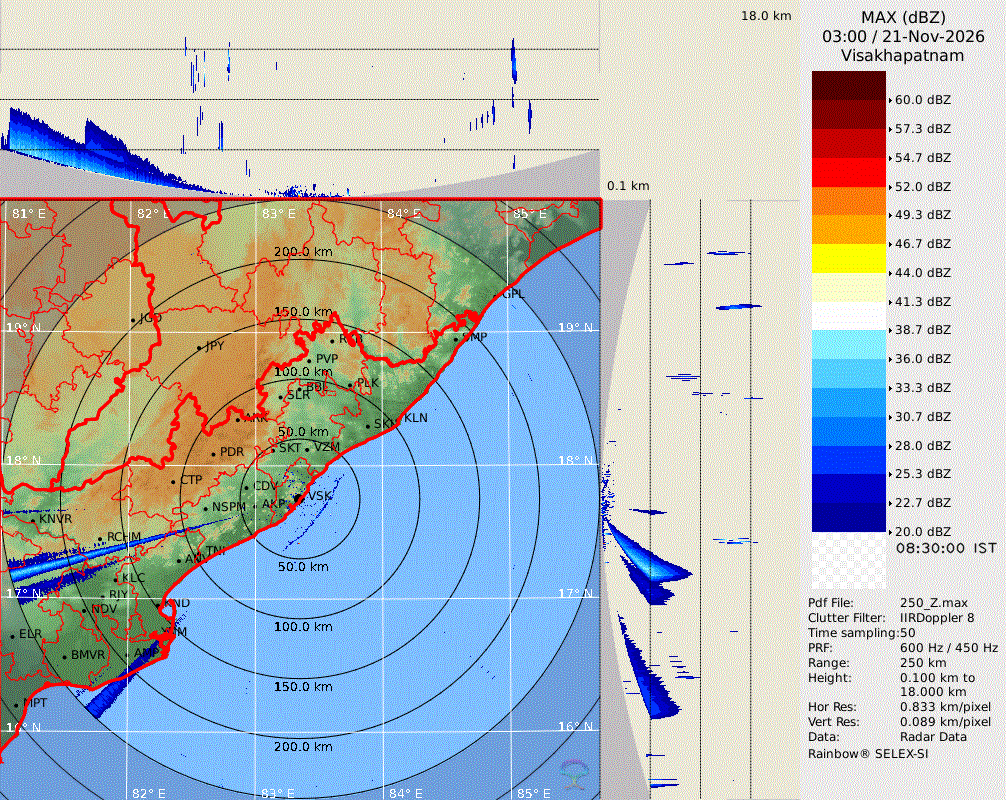 18.0 km
MAX (dBZ)
03:00 / 21-Nov-2026
Visakhapatnam
60.0 dBZ
57.3 dBZ
54.7 dBZ
52.0 dBZ
49.3 dBZ
46.7 dBZ
44.0 dBZ
41.3 dBZ
38.7 dBZ
36.0 dBZ
33.3 dBZ
30.7 dBZ
28.0 dBZ
25.3 dBZ
22.7 dBZ
20.0 dBZ
08:30:00 IST
0.1 km
81° E 82° E 83° E 84° E 85° E
200.0 km
GPL
150.0 km
JGD
19° N 19° N
JPY
SMP
PVP
100.0 km
PLK
BBL
SLR
KLN
SKM
50.0 km
PDR
SKT
VZM
18° N 18° N
CTP
CDV
VSK
NSPM
AKP
KNVR
RCHM
TNI
50.0 km
KLC
RJY
17° N 17° N
KND
NDV
100.0 km
ELR
BMVR
150.0 km
MPT
16° N 16° N
200.0 km
82° E 83° E 84° E 85° E
Pdf File: 250_Z.max
Clutter Filter: IIRDoppler 8
Time sampling:50
PRF: 600 Hz / 450 Hz
Range: 250 km
Height: 0.100 km to
18.000 km
Hor Res: 0.833 km/pixel
Vert Res: 0.089 km/pixel
Data: Radar Data
Rainbow® SELEX-SI